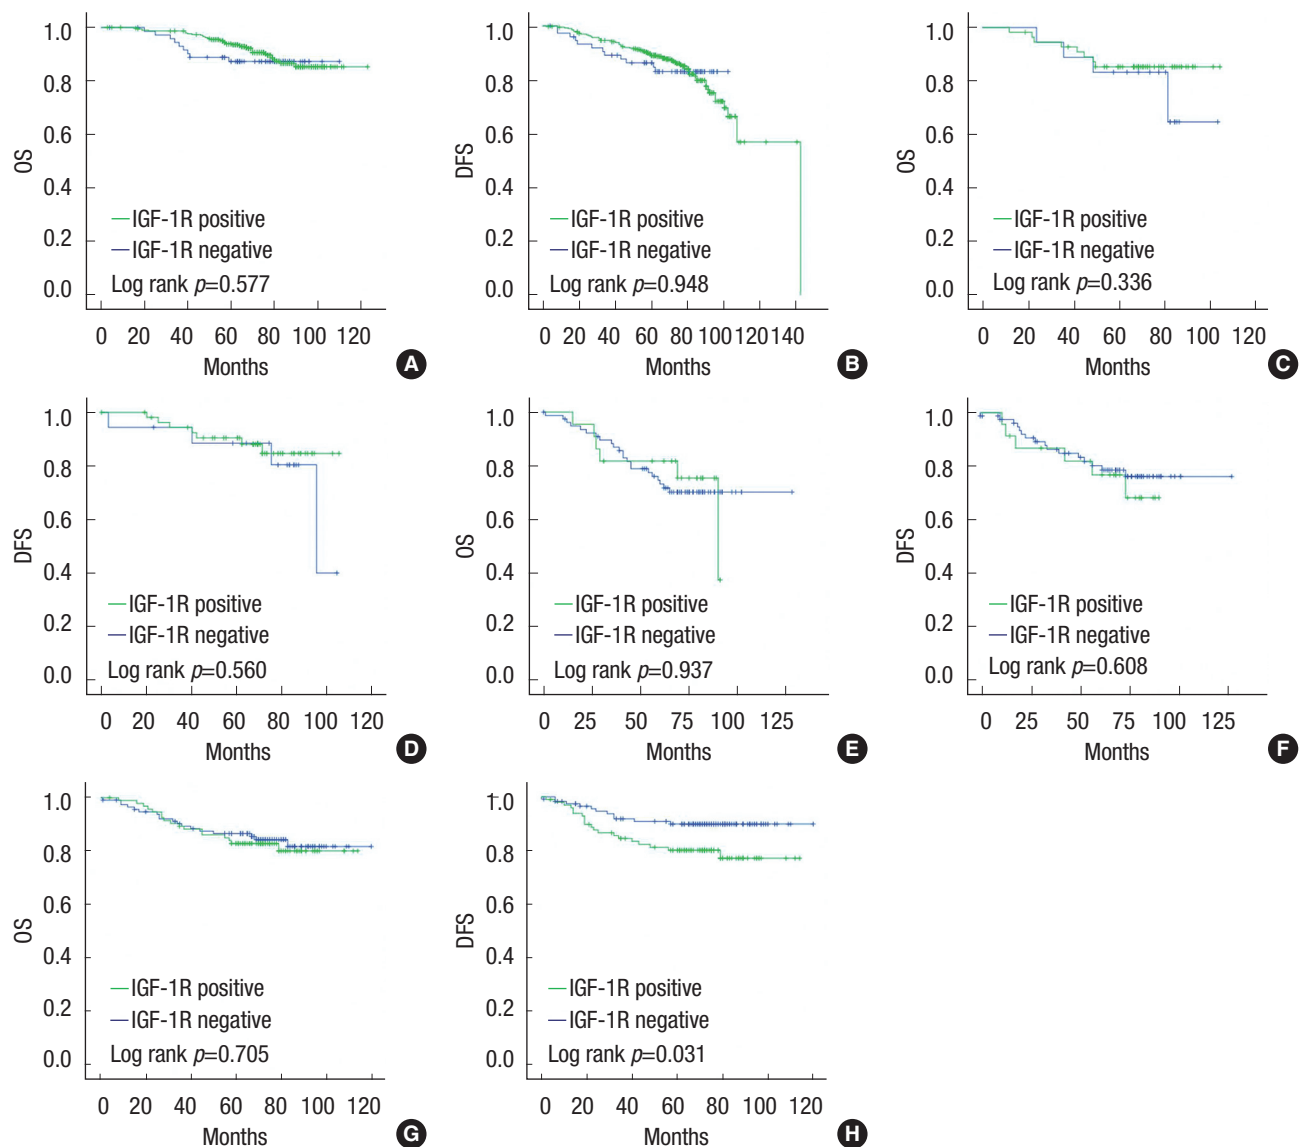 1.0
0.8
0.6
0.4
0.2
0.0
OS
IGF-1R positive
IGF-1R negative
Log rank p=0.577
0 20 40 60 80 100 120
Months
A
1.0
0.8
0.6
0.4
0.2
0.0
DFS
IGF-1R positive
IGF-1R negative
Log rank p=0.948
0 20 40 60 80 100 120 140
Months
B
1.0
0.8
0.6
0.4
0.2
0.0
OS
IGF-1R positive
IGF-1R negative
Log rank p=0.336
0 20 40 60 80 100 120
Months
C
1.0
0.8
0.6
0.4
0.2
0.0
DFS
IGF-1R positive
IGF-1R negative
Log rank p=0.560
0 20 40 60 80 100 120
Months
D
1.0
0.8
0.6
0.4
0.2
0.0
OS
IGF-1R positive
IGF-1R negative
Log rank p=0.937
0 25 50 75 100 125
Months
E
1.0
0.8
0.6
0.4
0.2
0.0
DFS
IGF-1R positive
IGF-1R negative
Log rank p=0.608
0 25 50 75 100 125
Months
F
1.0
0.8
0.6
0.4
0.2
0.0
OS
IGF-1R positive
IGF-1R negative
Log rank p=0.705
0 20 40 60 80 100 120
Months
G
1.0
0.8
0.6
0.4
0.2
0.0
DFS
IGF-1R positive
IGF-1R negative
Log rank p=0.031
0 20 40 60 80 100 120
Months
H